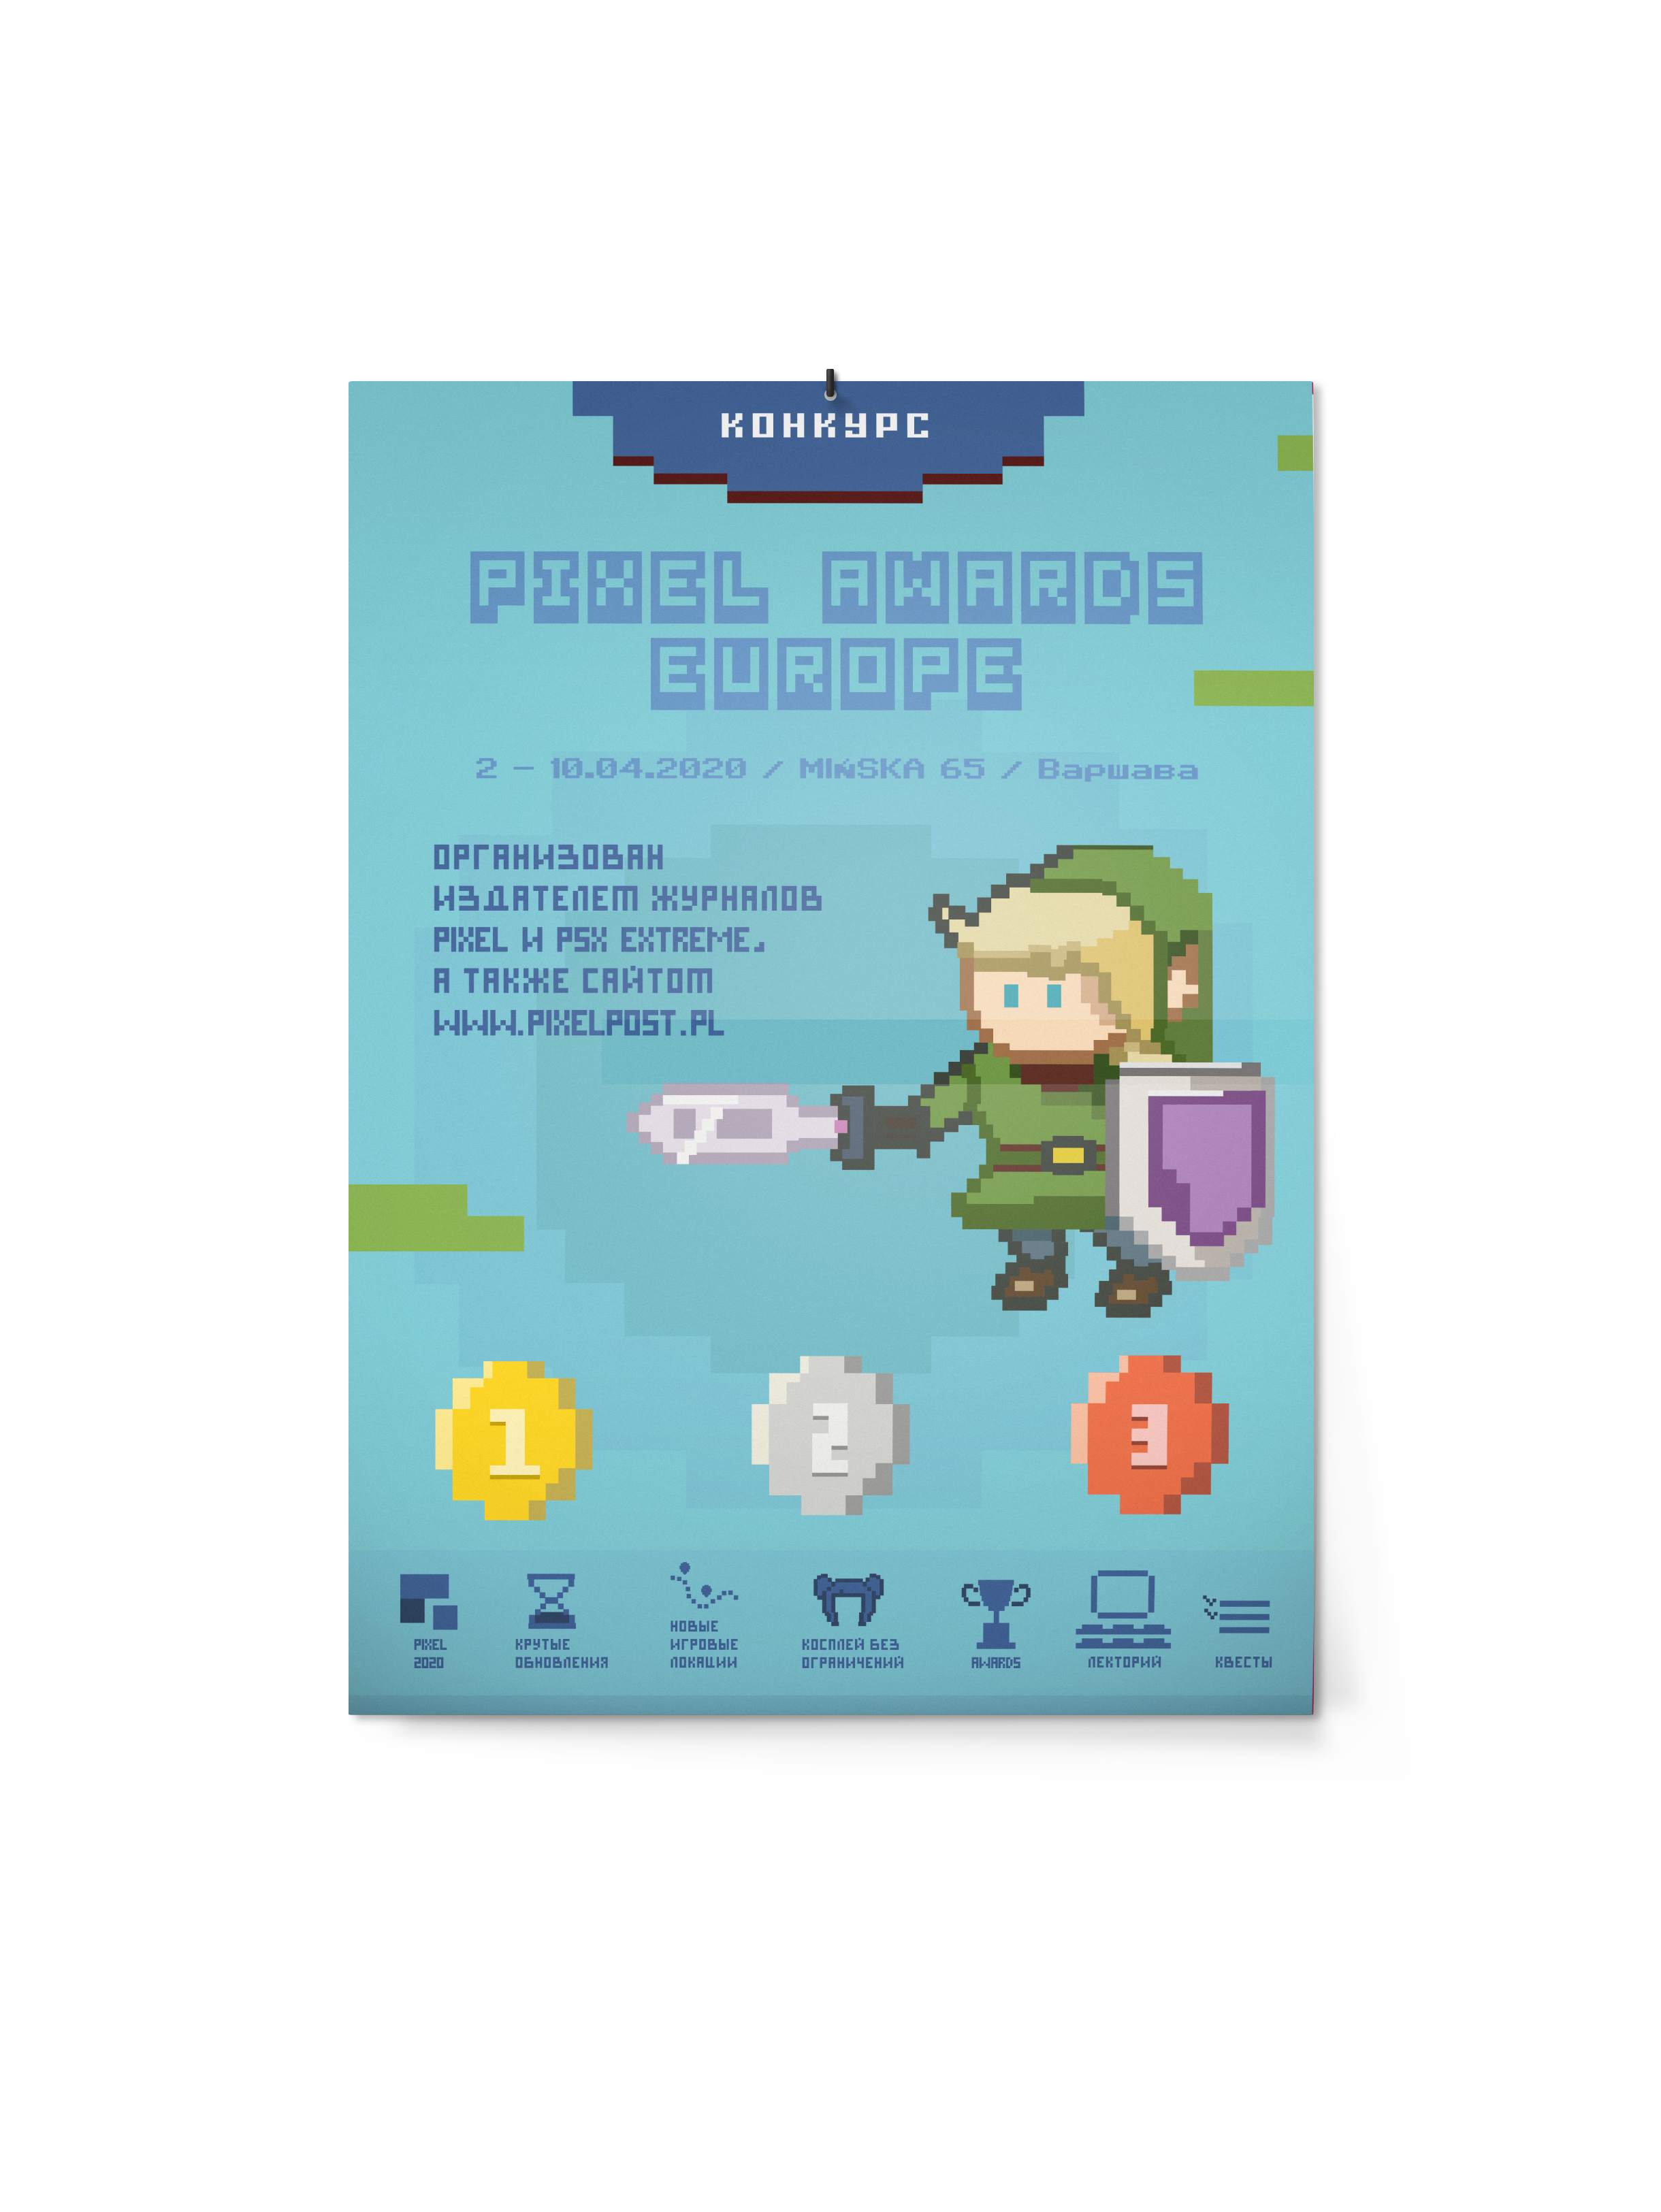 КОНКУРС
PIXEL AWARDS
EUROPE
2 – 10.04.2020 / MIńSKA 65 / Варшава
ОРГАНИЗОВАН
ИЗДАТЕЛЕМ ЖУРНАЛОВ
PIXEL И PSX EXTREME,
А ТАКЖЕ САЙТОМ
WWW.PIXELPOST.PL
1
2
3
PIXEL
2020
КРУТЫЕ
ОБНОВЛЕНИЯ
НОВЫЕ
ИГРОВЫЕ
ЛОКАЦИИ
КОСПЛЕЙ БЕЗ
ОГРАНИЧЕНИЙ
AWARDS
ЛЕКТОРИЙ
КВЕСТЫ